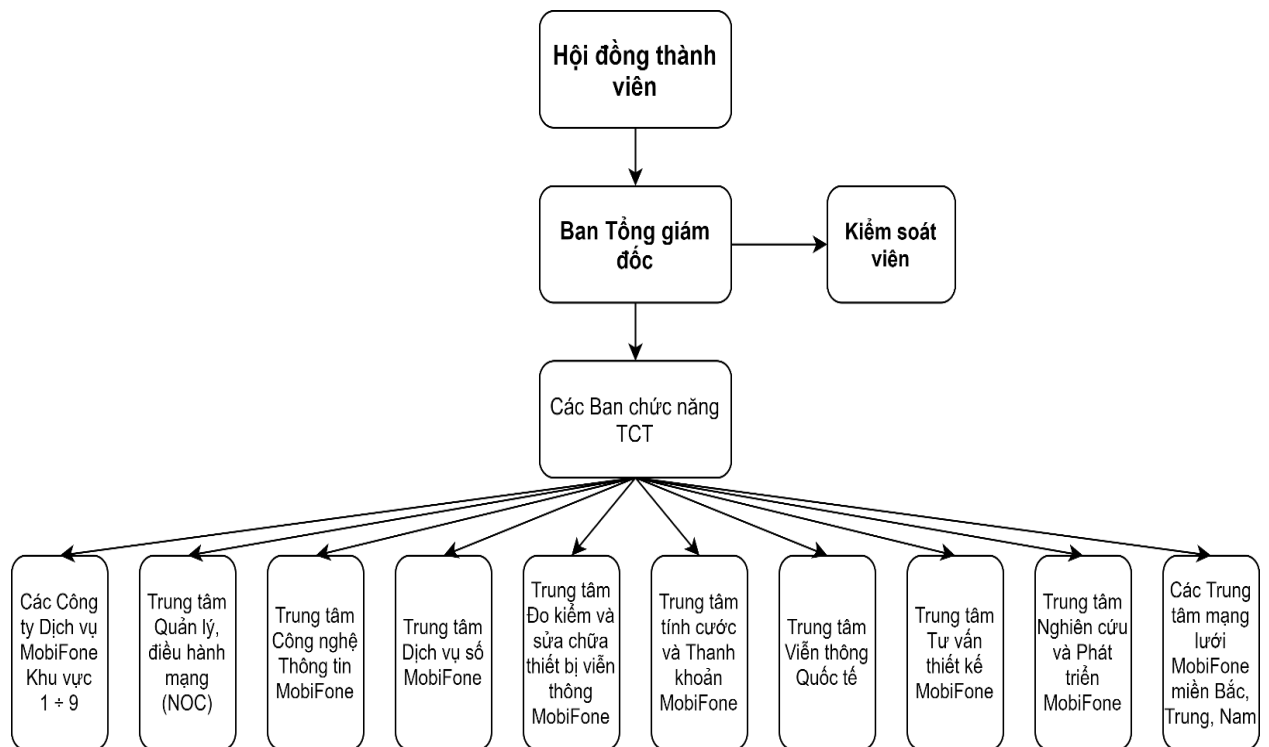 Hội đồng thành
viên
Ban Tổng giám
đốc
Kiểm soát
viên
Các Ban chức năng
TCT
Các Công
ty Dịch vụ
MobiFone
Khu vực
1 ÷ 9
Trung tâm
Quản lý,
điều hành
mạng
(NOC)
Trung tâm
Công nghệ
Thông tin
MobiFone
Trung tâm
Dịch vụ số
MobiFone
Trung tâm
Đo kiểm và
sửa chữa
thiết bị viễn
thông
MobiFone
Trung tâm
tính cước
và Thanh
khoản
MobiFone
Trung tâm
Viễn thông
Quốc tế
Trung tâm
Tư vấn
thiết kế
MobiFone
Trung tâm
Nghiên cứu
và Phát
triển
MobiFone
Các Trung
tâm mạng
lưới
MobiFone
miền Bắc,
Trung, Nam